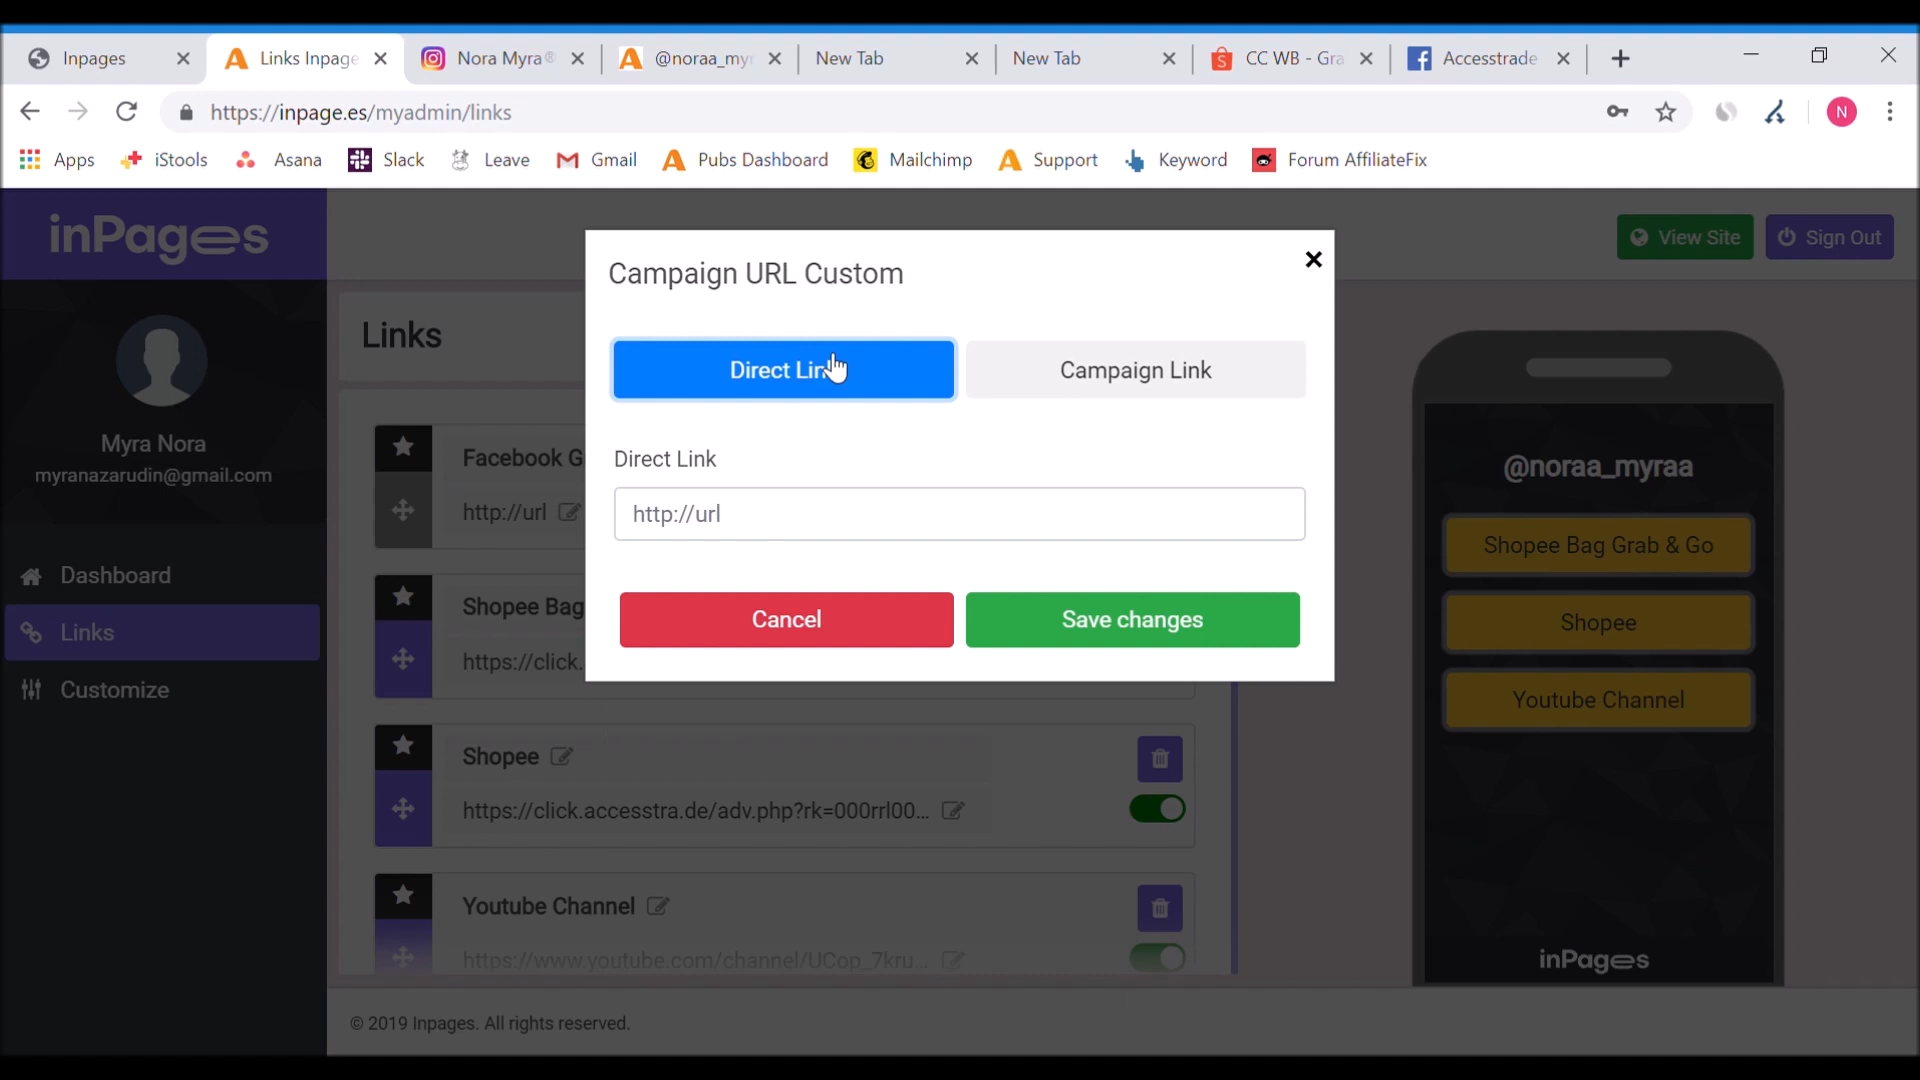 Inpages
Links Inpage
Nora Myra®
@noraa_my
New Tab
New Tab
CC WB - Gra
Accesstrade
https://inpage.es/myadmin/links
N
Apps
iStools
Asana
Slack
Leave
Gmail
Pubs Dashboard
Mailchimp
Support
Keyword
Forum AffiliateFix
inPages
View Site
Sign Out
Campaign URL Custom
Direct Link
Campaign Link
Direct Link
http://url
Cancel
Save changes
Myra Nora
myranazarudin@gmail.com
Dashboard
Links
Customize
Links
Facebook G
http://url
Shopee Bag
https://click.
Shopee
https://click.accesstra.de/adv.php?rk=000rrl00...
Youtube Channel
https://www.youtube.com/channel/UCop_7kru...
@noraa_myraa
Shopee Bag Grab & Go
Shopee
Youtube Channel
inPages
© 2019 Inpages. All rights reserved.